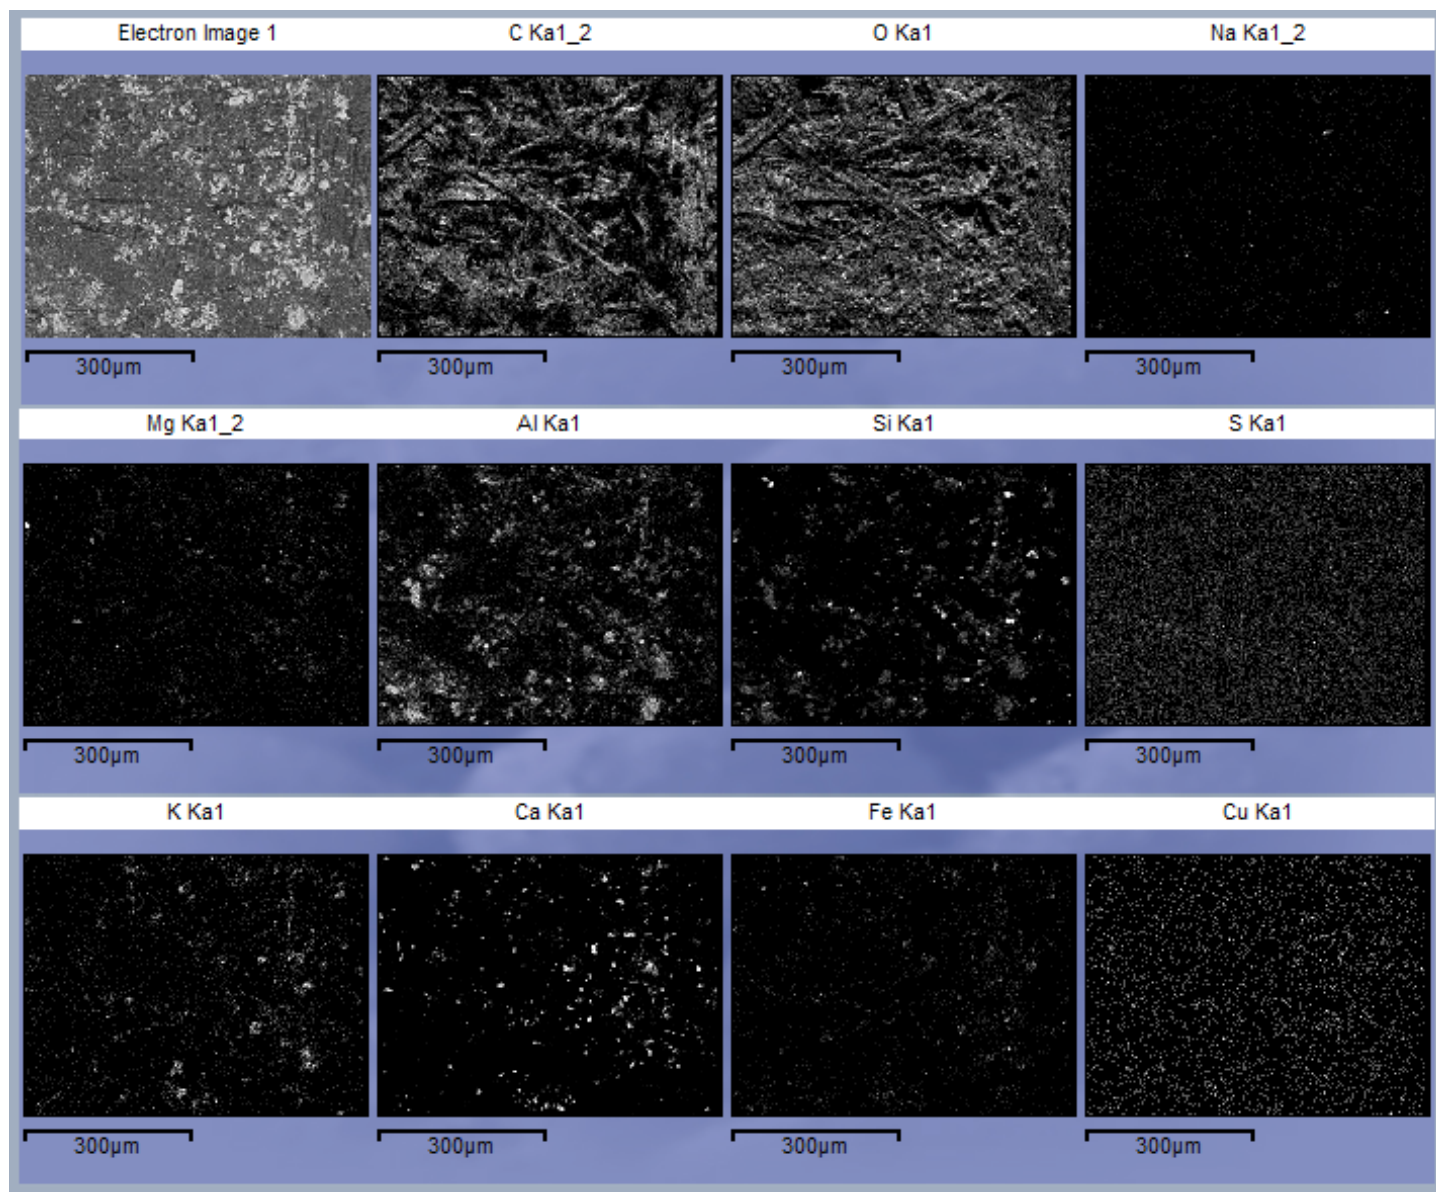 Electron Image 1 C Ka1_2 O Ka1 Na Ka1_2
300µm 300µm 300µm 300µm
Mg Ka1_2 Al Ka1 Si Ka1 S Ka1
300µm 300µm 300µm 300µm
K Ka1 Ca Ka1 Fe Ka1 Cu Ka1
300µm 300µm 300µm 300µm